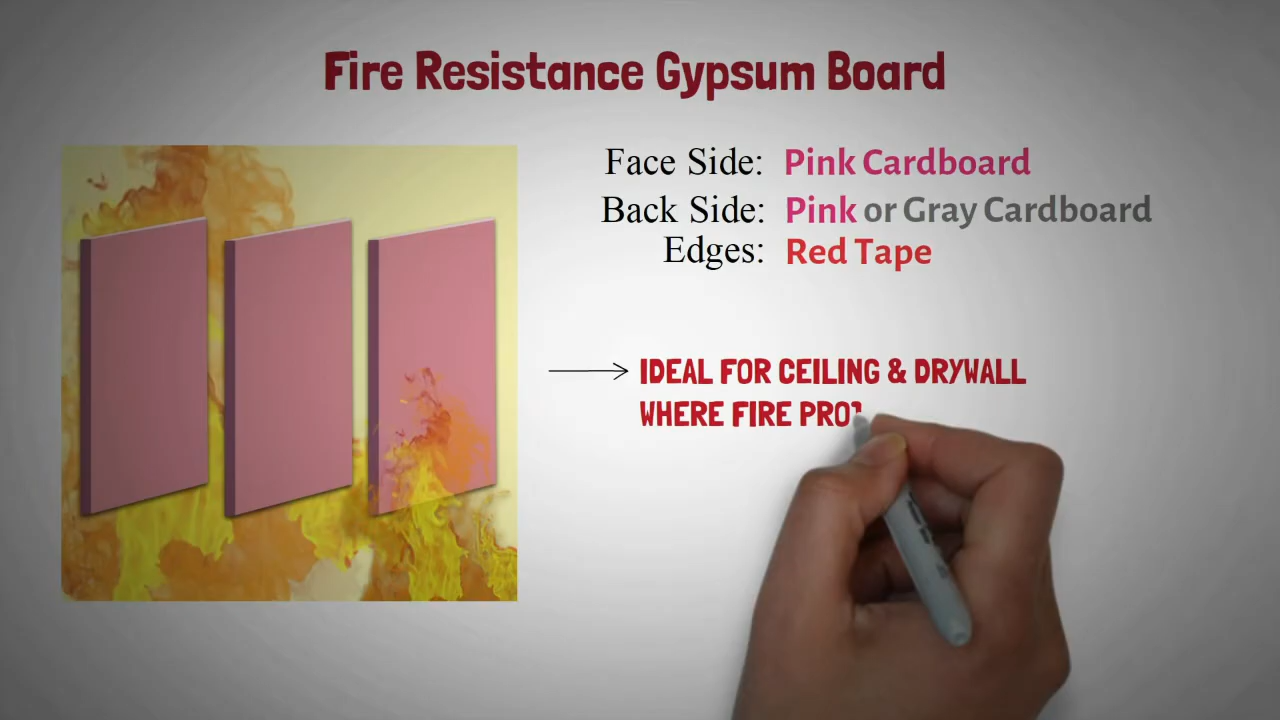 Fire Resistance Gypsum Board
Face Side: Pink Cardboard
Back Side: Pink or Gray Cardboard
Edges: Red Tape
IDEAL FOR CEILING & DRYWALL
WHERE FIRE